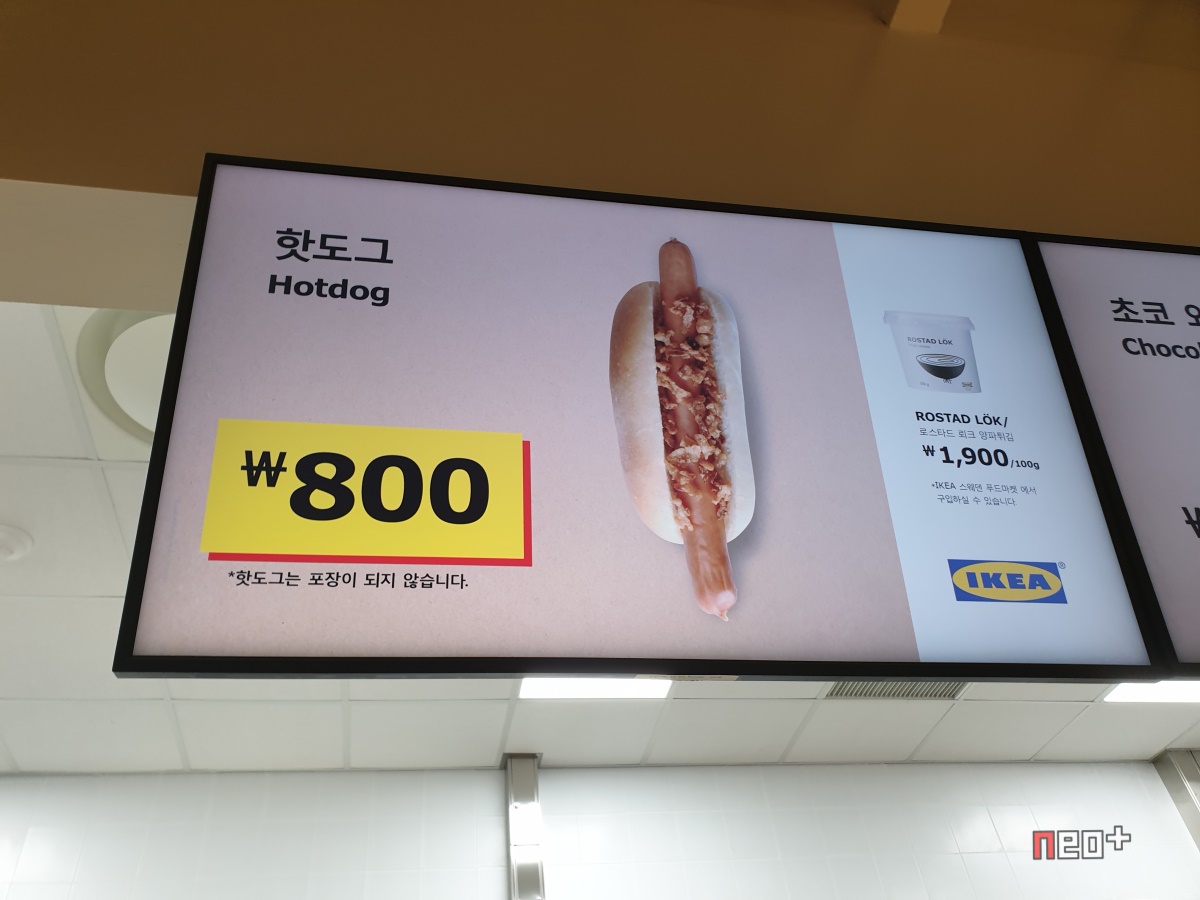 핫도그
Hotdog
₩800
*핫도그는 포장이 되지 않습니다.
ROSTAD LÖK
ROSTAD LÖK/
로스타드 뢰크 양파튀김
₩1,900/100g
*IKEA 스웨덴 푸드마켓 에서
구입하실 수 있습니다.
IKEA®
초코
₩
neo+